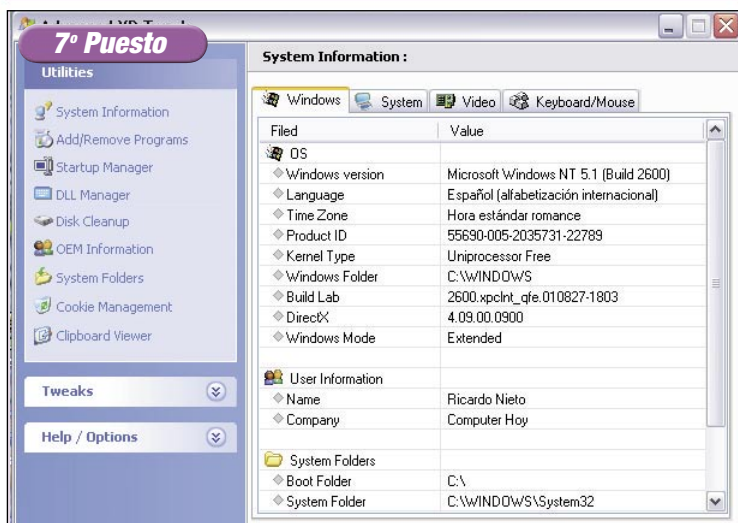 7º Puesto
Utilities
System Information
Add/Remove Programs
Startup Manager
DLL Manager
Disk Cleanup
OEM Information
System Folders
Cookie Management
Clipboard Viewer
Tweaks
Help / Options
System Information :
Windows System Video Keyboard/Mouse
Filed Value
OS
Windows version Microsoft Windows NT 5.1 (Build 2600)
Language Español (alfabetización internacional)
Time Zone Hora estándar romance
Product ID 55690-005-2035731-22789
Kernel Type Uniprocessor Free
Windows Folder C:\WINDOWS
Build Lab 2600.xpclnt_qfe.010827-1803
DirectX 4.09.00.0900
Windows Mode Extended
User Information
Name Ricardo Nieto
Company Computer Hoy
System Folders
Boot Folder C:\
System Folder C:\WINDOWS\System32